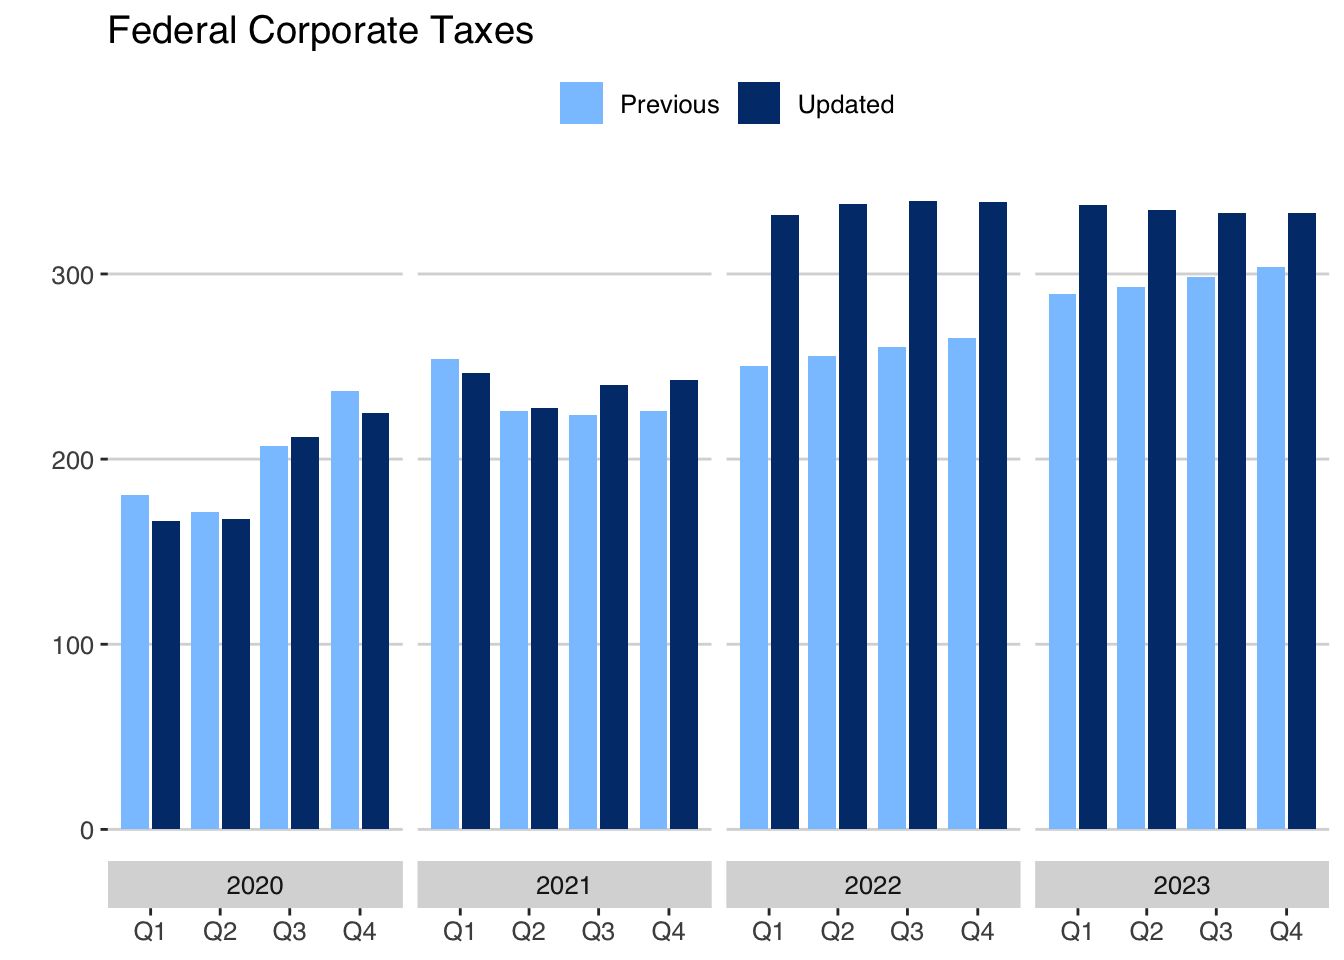 Federal Corporate Taxes
Previous Updated
300
200
100
0
2020 2021 2022 2023
Q1 Q2 Q3 Q4 Q1 Q2 Q3 Q4 Q1 Q2 Q3 Q4 Q1 Q2 Q3 Q4